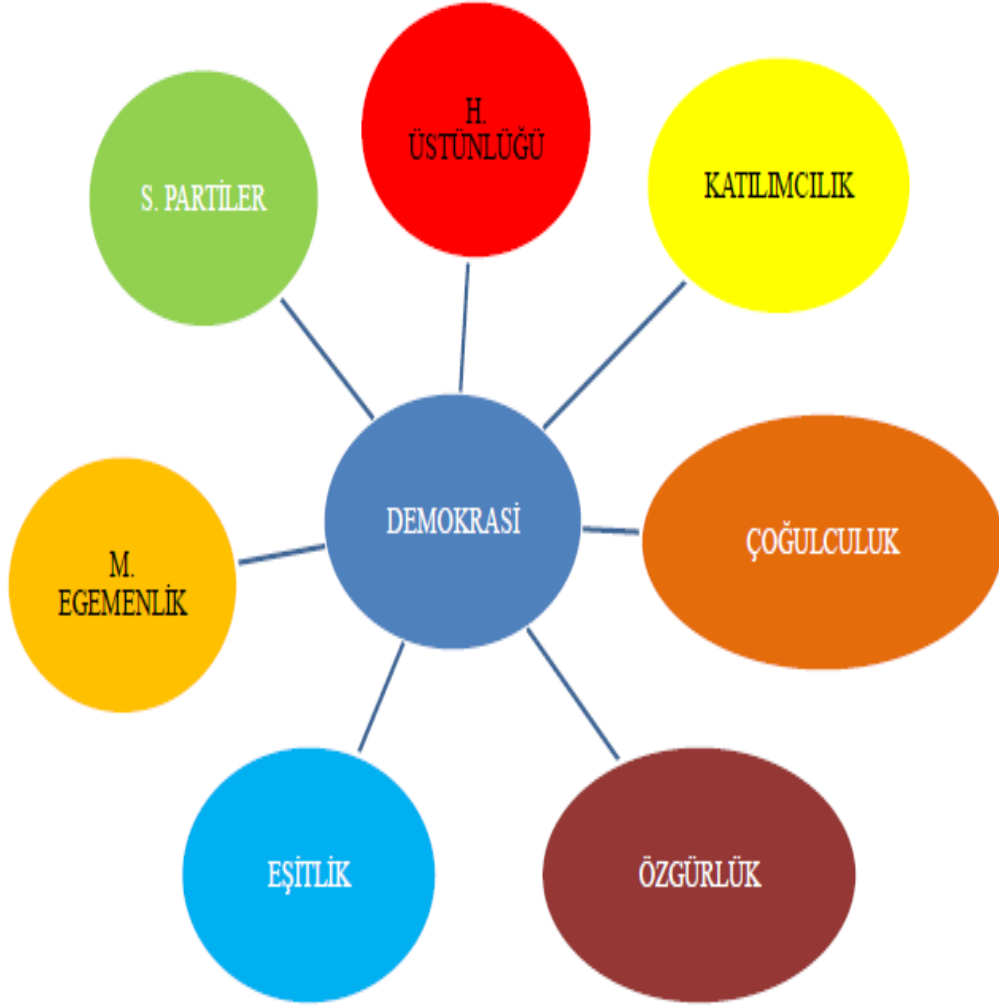 H.
ÜSTÜNLÜĞÜ
KATILIMCILIK
S. PARTİLER
DEMOKRASİ
ÇOĞULCULUK
M.
EGEMENLİK
EŞİTLİK
ÖZGÜRLÜK